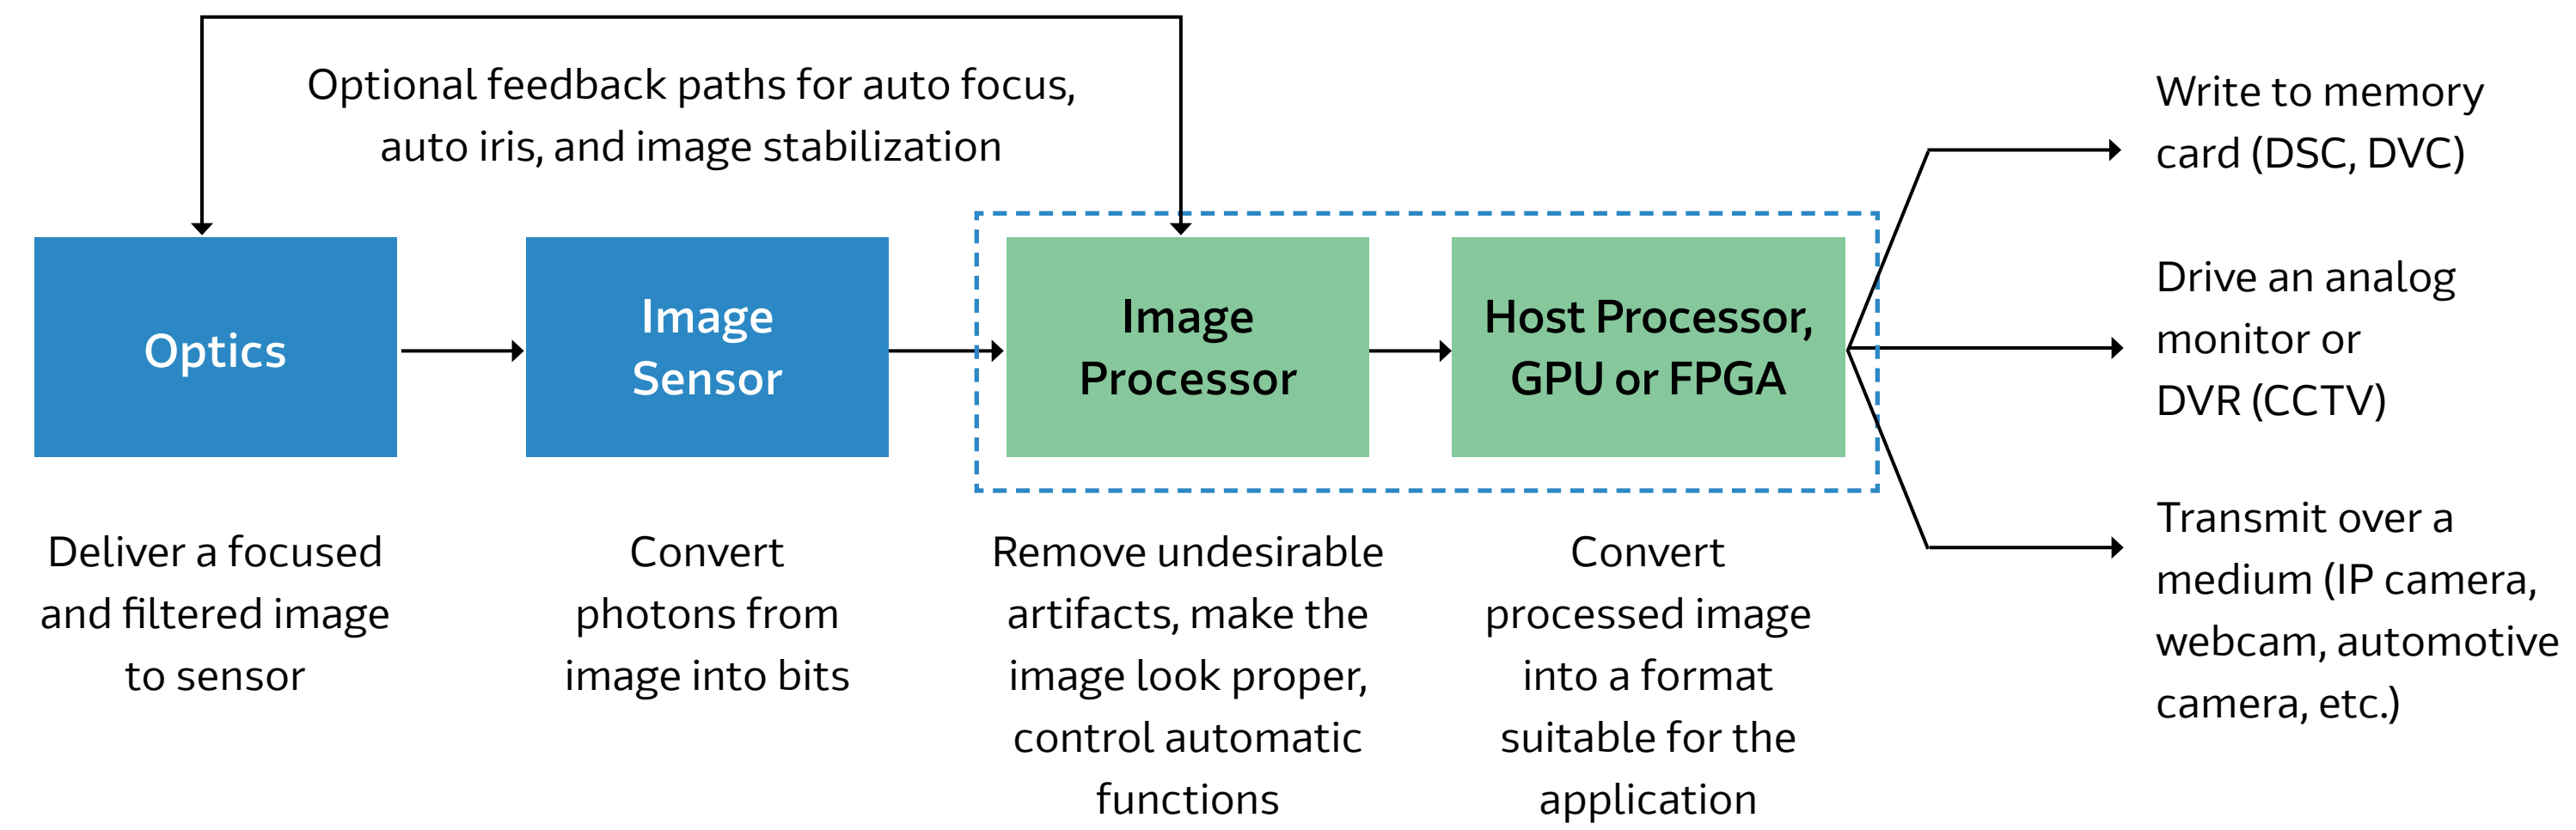 Optional feedback paths for auto focus,
auto iris, and image stabilization
Optics
Image
Sensor
Image
Processor
Host Processor,
GPU or FPGA
Deliver a focused
and filtered image
to sensor
Convert
photons from
image into bits
Remove undesirable
artifacts, make the
image look proper,
control automatic
functions
Convert
processed image
into a format
suitable for the
application
Write to memory
card (DSC, DVC)
Drive an analog
monitor or
DVR (CCTV)
Transmit over a
medium (IP camera,
webcam, automotive
camera, etc.)